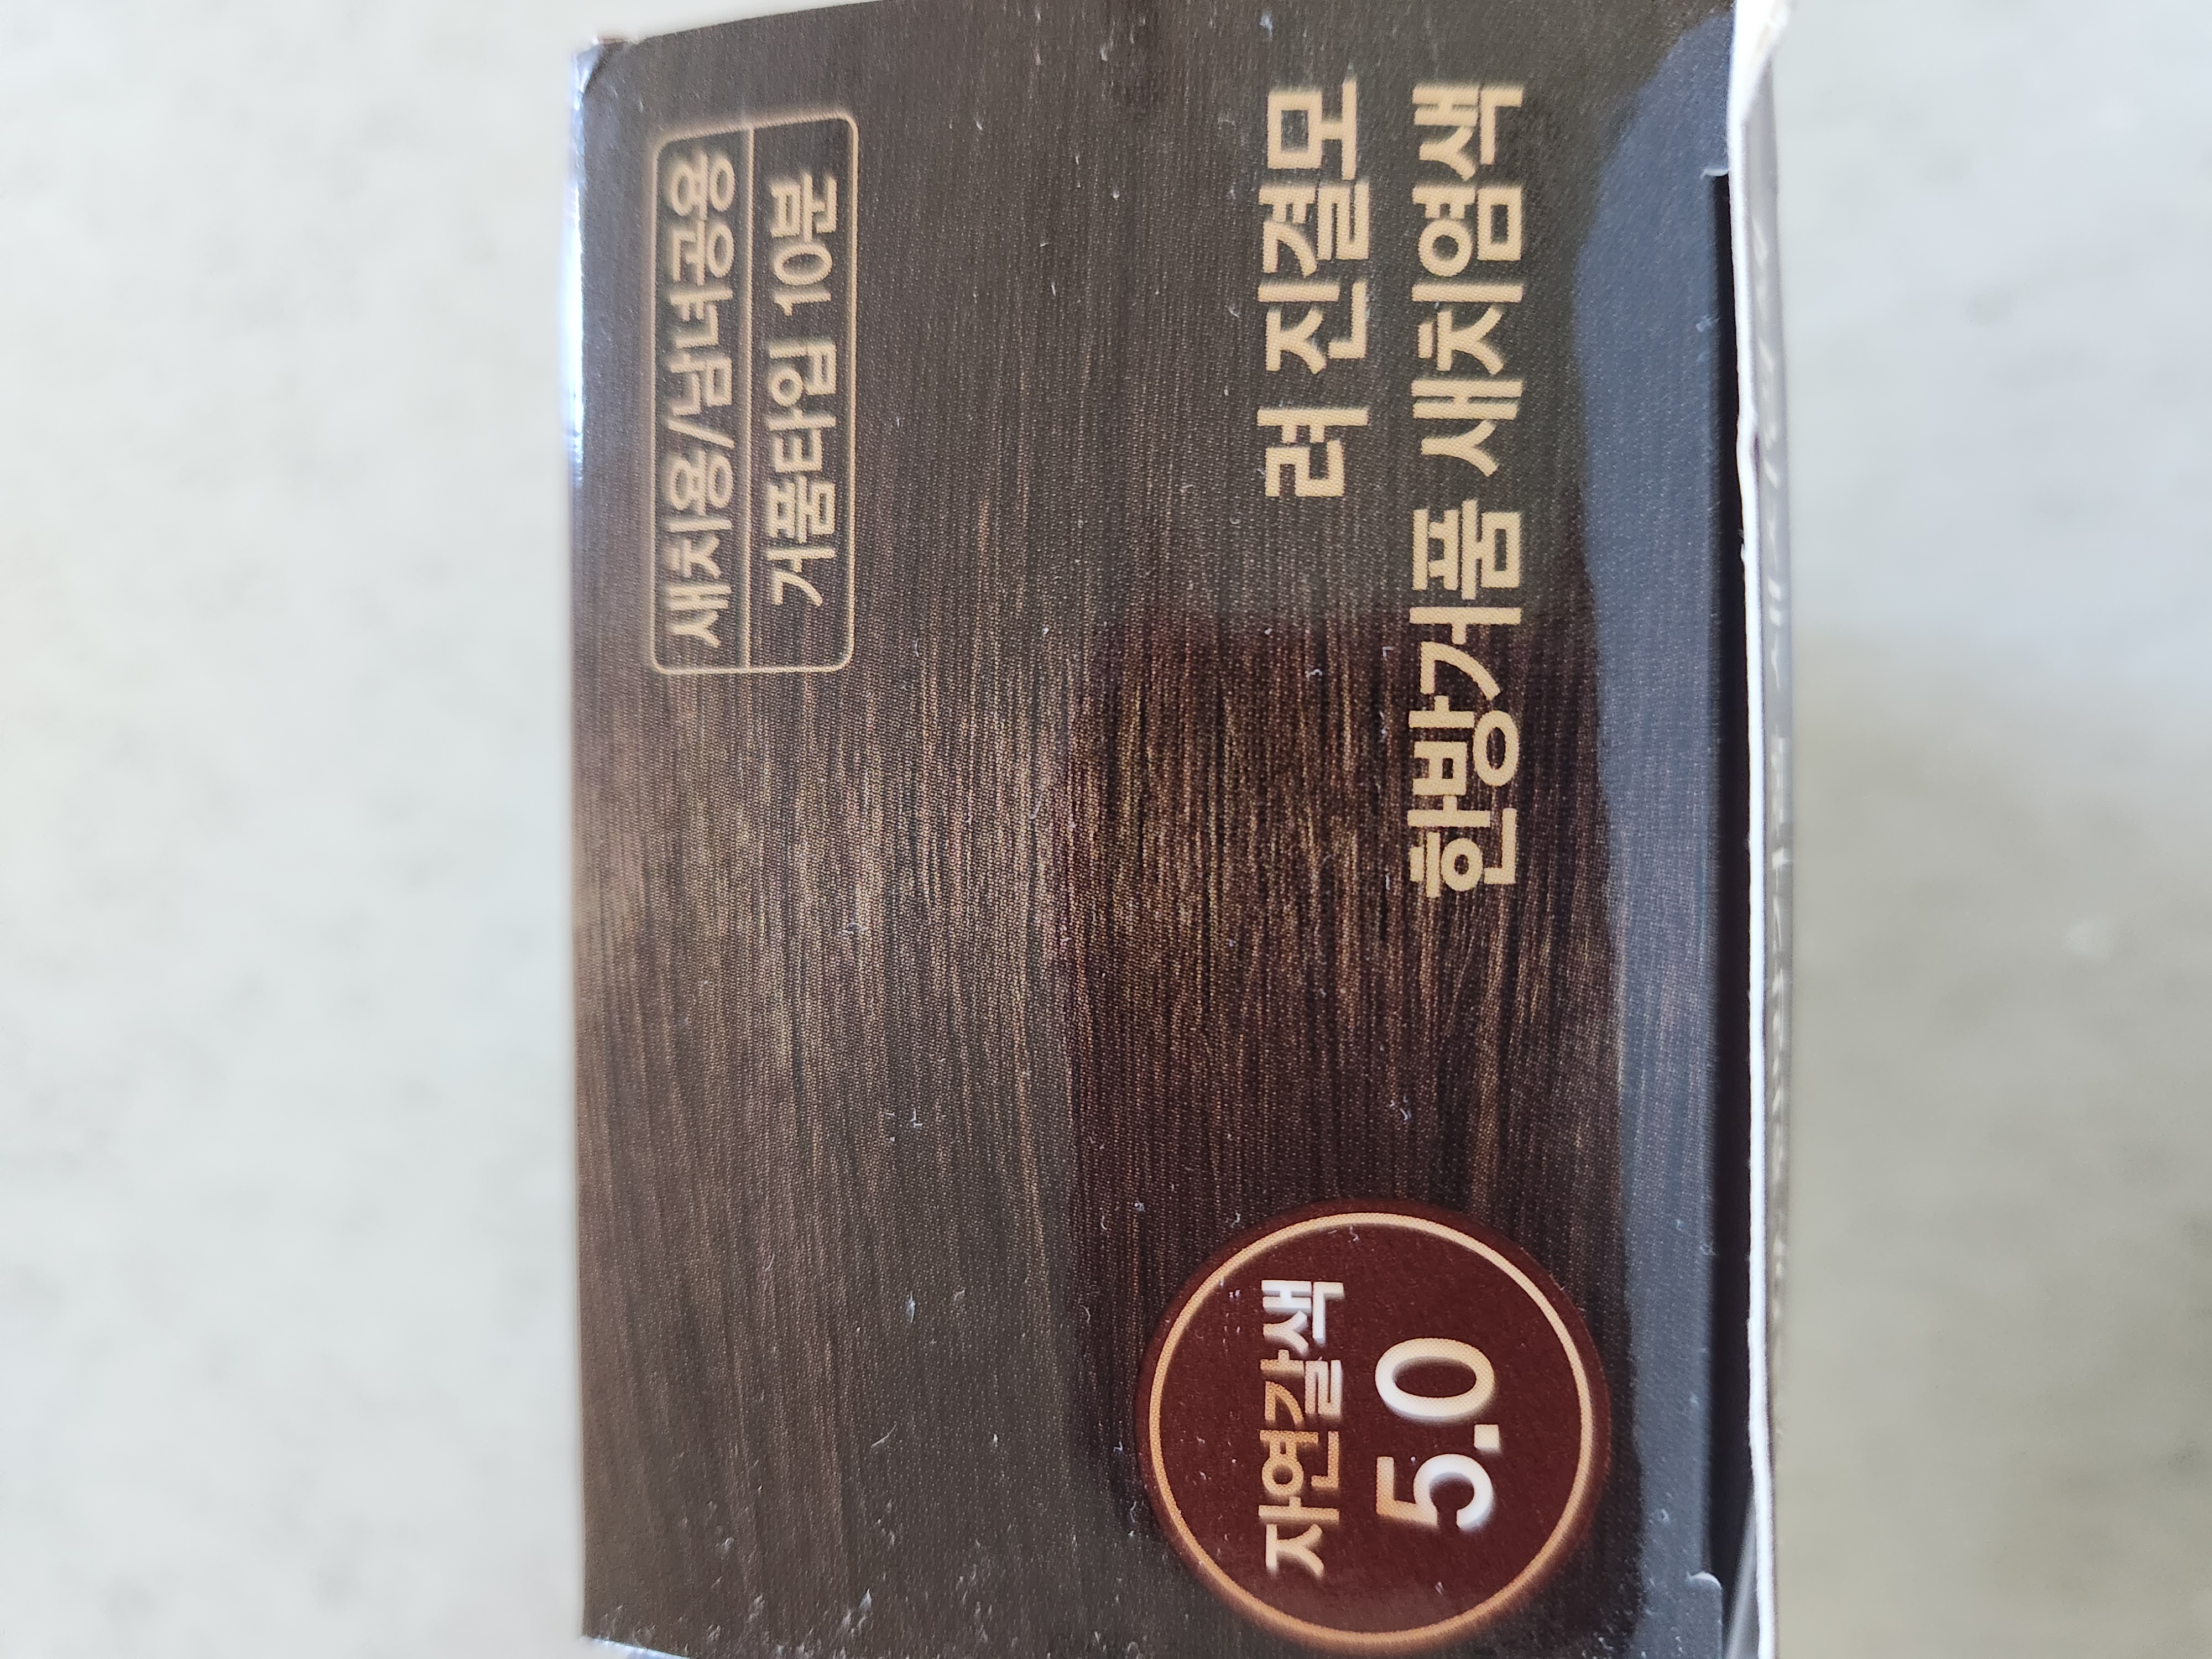 새치용/남녀공용
거품타입 10분
려 진결모
한방거품 새치염색
자연갈색
5.0